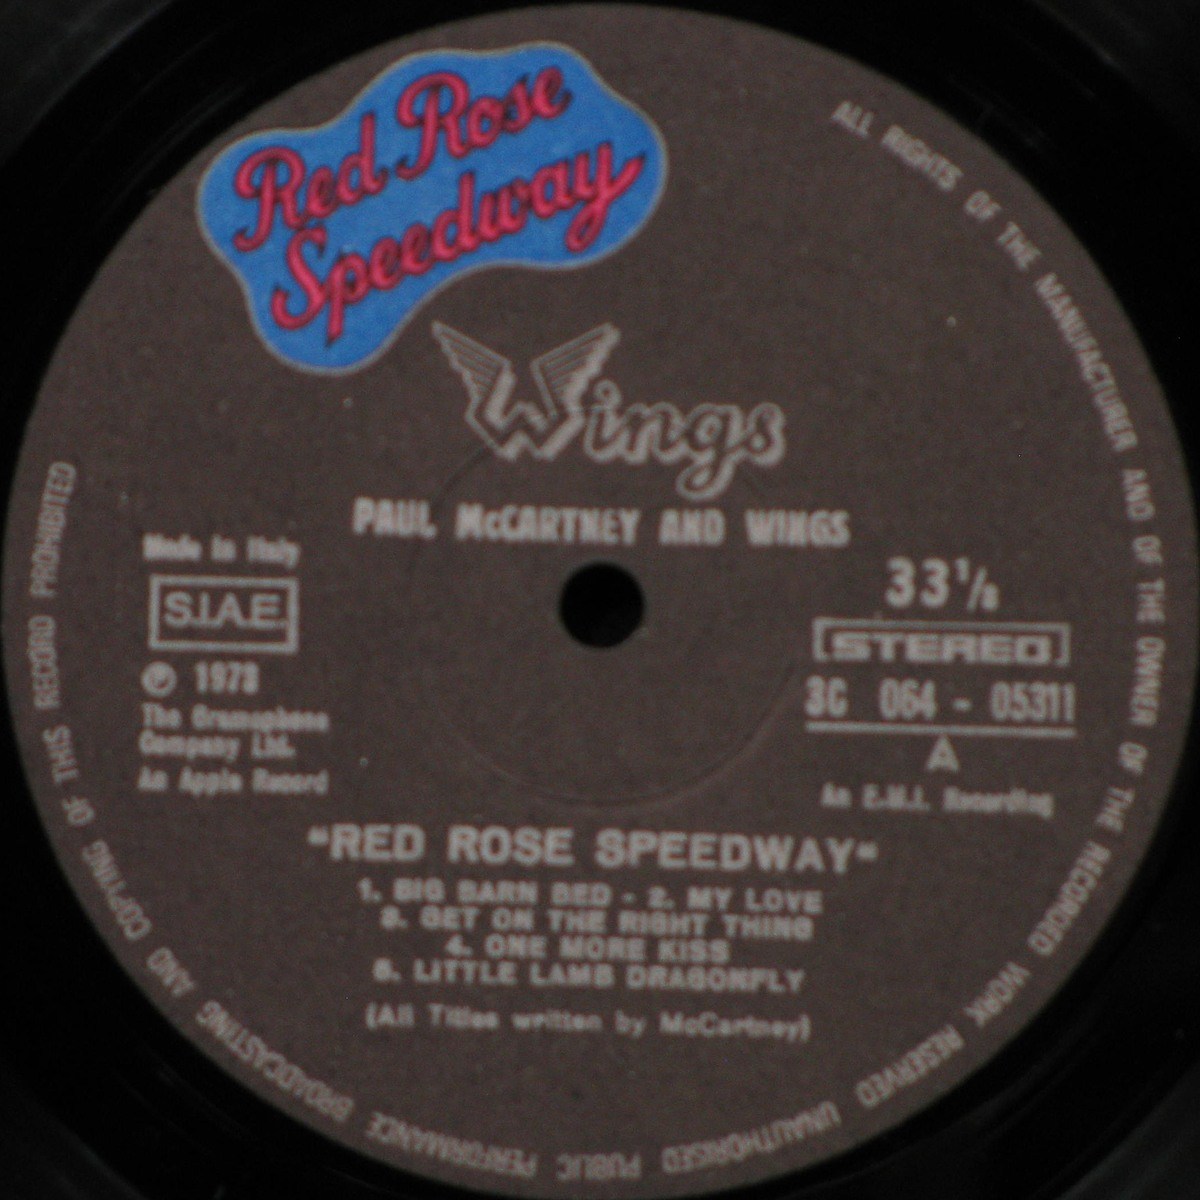 Red Rose
Speedway
Wings
PAUL McCARTNEY AND WINGS
Made in Italy
S.I.A.E.
℗ 1973
The Gramophone
Company Ltd.
An Apple Record
33 1/3
STEREO
3C 064 - 05311
A
An E.M.I. Recording
"RED ROSE SPEEDWAY"
1. BIG BARN BED - 2. MY LOVE
3. GET ON THE RIGHT THING
4. ONE MORE KISS
5. LITTLE LAMB DRAGONFLY
(All Titles written by McCartney)
ALL RIGHTS OF THE MANUFACTURER AND OF THE OWNER OF THE RECORDED WORK RESERVED UNAUTHORISED PUBLIC PERFORMANCE BROADCASTING AND COPYING OF THIS RECORD PROHIBITED